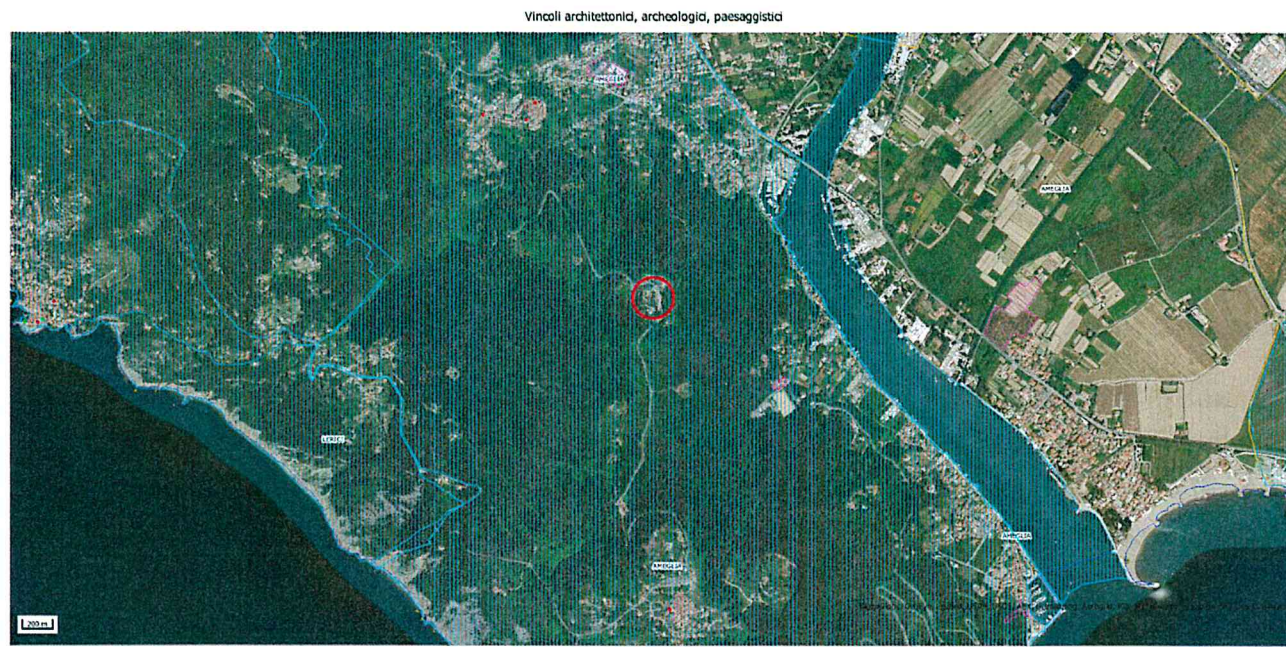 Vincoli architettonici, archeologici, paesaggistici
AMEGLIA
AMEGLIA
LERICI
AMEGLIA
AMEGLIA
200 m